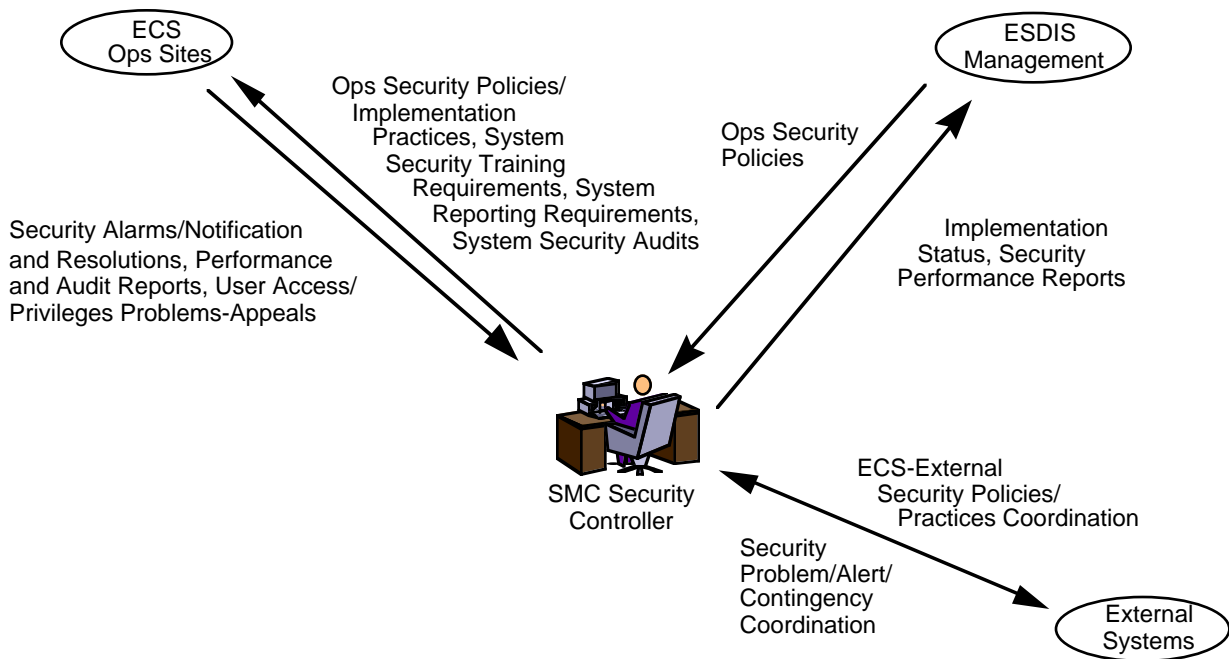 ECS
Ops Sites
ESDIS
Management
Ops Security Policies/
Implementation
Practices, System
Security Training
Requirements, System
Reporting Requirements,
System Security Audits
Ops Security
Policies
Security Alarms/Notification
and Resolutions, Performance
and Audit Reports, User Access/
Privileges Problems-Appeals
Implementation
Status, Security
Performance Reports
SMC Security
Controller
ECS-External
Security Policies/
Practices Coordination
Security
Problem/Alert/
Contingency
Coordination
External
Systems